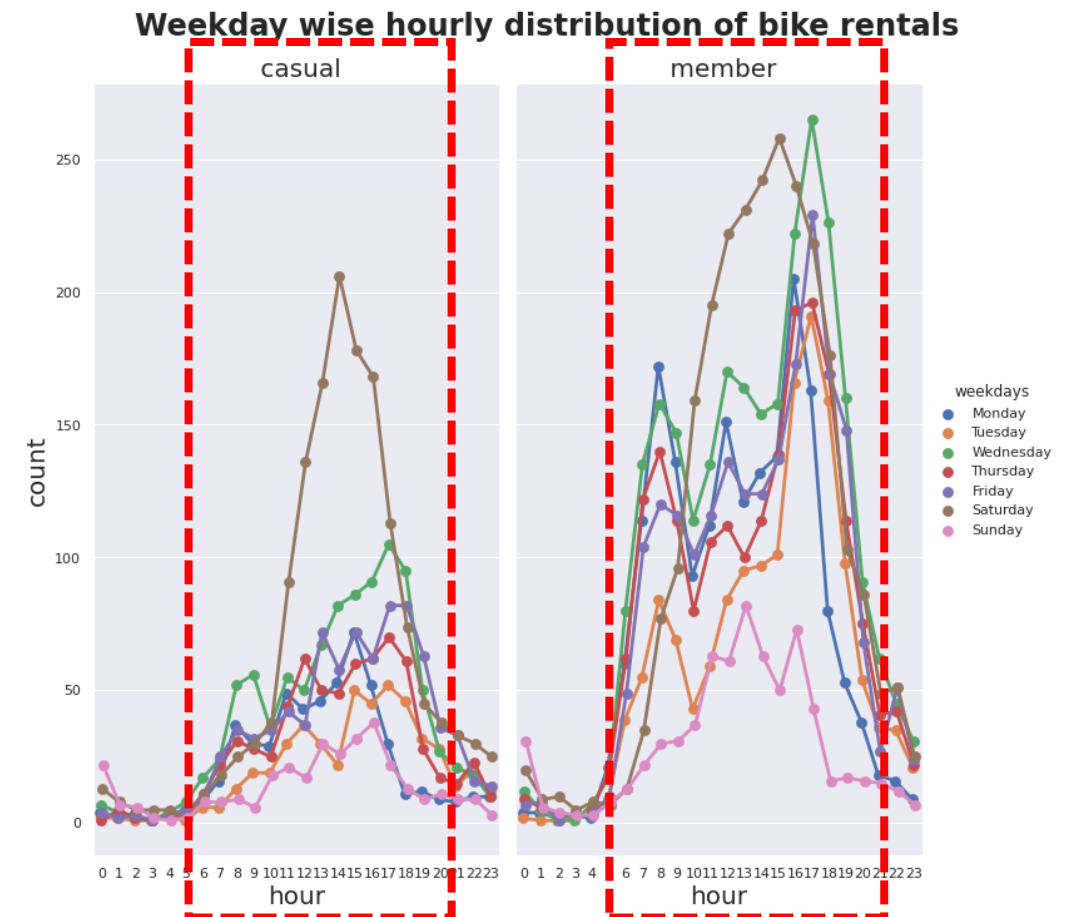 Weekday wise hourly distribution of bike rentals
casual member
250
200
150
100
50
0
count
0 1 2 3 4 5 6 7 8 9 10 11 12 13 14 15 16 17 18 19 20 21 22 23
0 1 2 3 4 6 7 8 9 10 11 12 13 14 15 16 17 18 19 20 21 22 23
hour hour
weekdays
Monday
Tuesday
Wednesday
Thursday
Friday
Saturday
Sunday